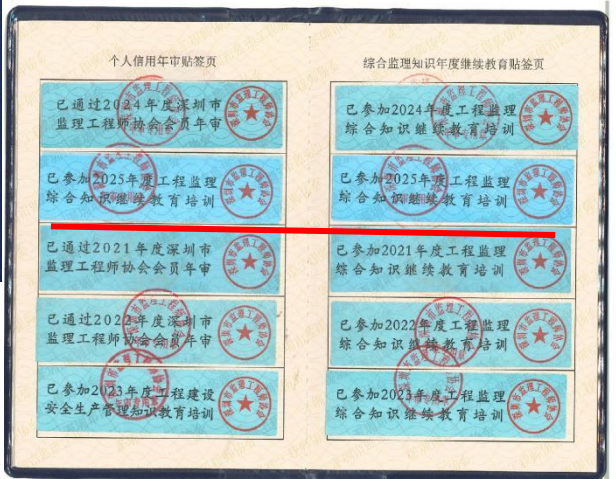 个人信用年审贴签页
已通过2024年度深圳市
监理工程师协会会员年审
已参加2025年度工程监理
综合知识继续教育培训
已通过2021年度深圳市
监理工程师协会会员年审
已通过2022年度深圳市
监理工程师协会会员年审
已参加2023年度工程建设
安全生产管理知识教育培训
综合监理知识年度继续教育贴签页
已参加2024年度工程监理
综合知识继续教育培训
已参加2025年度工程监理
综合知识继续教育培训
已参加2021年度工程监理
综合知识继续教育培训
已参加2022年度工程监理
综合知识继续教育培训
已参加2023年度工程监理
综合知识继续教育培训